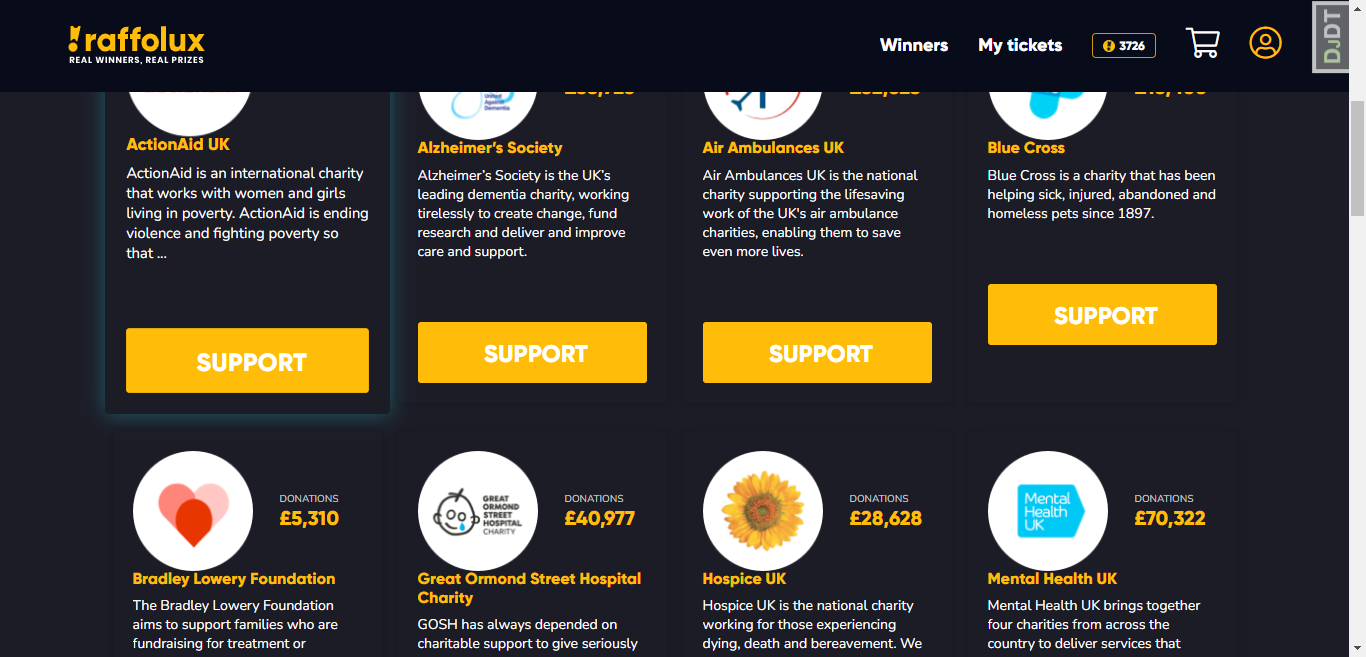 raffolux
REAL WINNERS, REAL PRIZES
Winners
My tickets
3726
DJDT
United
Against
Dementia
ActionAid UK
ActionAid is an international charity
that works with women and girls
living in poverty. ActionAid is ending
violence and fighting poverty so
that ...
SUPPORT
Alzheimer's Society
Alzheimer's Society is the UK's
leading dementia charity, working
tirelessly to create change, fund
research and deliver and improve
care and support.
SUPPORT
Air Ambulances UK
Air Ambulances UK is the national
charity supporting the lifesaving
work of the UK's air ambulance
charities, enabling them to save
even more lives.
SUPPORT
Blue Cross
Blue Cross is a charity that has been
helping sick, injured, abandoned and
homeless pets since 1897.
SUPPORT
DONATIONS
£5,310
Bradley Lowery Foundation
The Bradley Lowery Foundation
aims to support families who are
fundraising for treatment or
GREAT
ORMOND
STREET
HOSPITAL
CHARITY
DONATIONS
£40,977
Great Ormond Street Hospital
Charity
GOSH has always depended on
charitable support to give seriously
DONATIONS
£28,628
Hospice UK
Hospice UK is the national charity
working for those experiencing
dying, death and bereavement. We
Mental
Health
UK
DONATIONS
£70,322
Mental Health UK
Mental Health UK brings together
four charities from across the
country to deliver services that